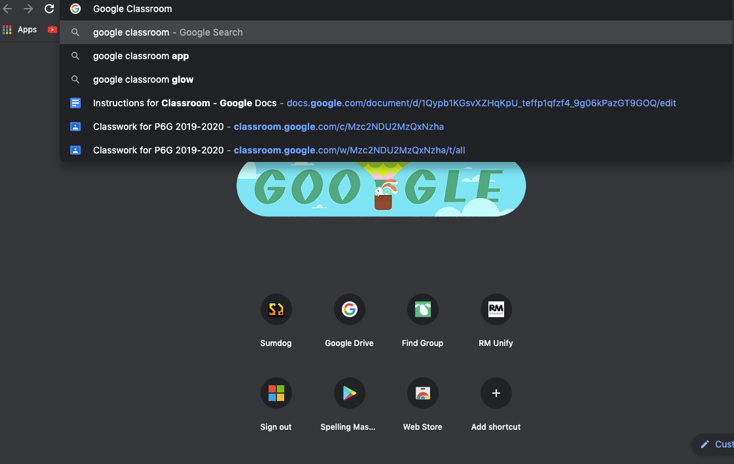 Google Classroom
Apps
google classroom - Google Search
google classroom app
google classroom glow
Instructions for Classroom - Google Docs - docs.google.com/document/d/1Qypb1KGsvXZHqKpU_teffp1qfzf4_9g06kPazGT9GOQ/edit
Classwork for P6G 2019-2020 - classroom.google.com/c/Mzc2NDU2MzQxNzha
Classwork for P6G 2019-2020 - classroom.google.com/w/Mzc2NDU2MzQxNzha/t/all
GOOGLE
RM
Sumdog Google Drive Find Group RM Unify
Sign out Spelling Mas... Web Store Add shortcut
Cust